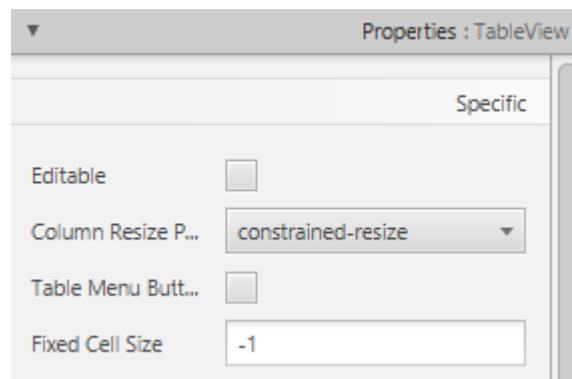 Properties : TableView
Specific
Editable
Column Resize P... constrained-resize
Table Menu Butt...
Fixed Cell Size -1